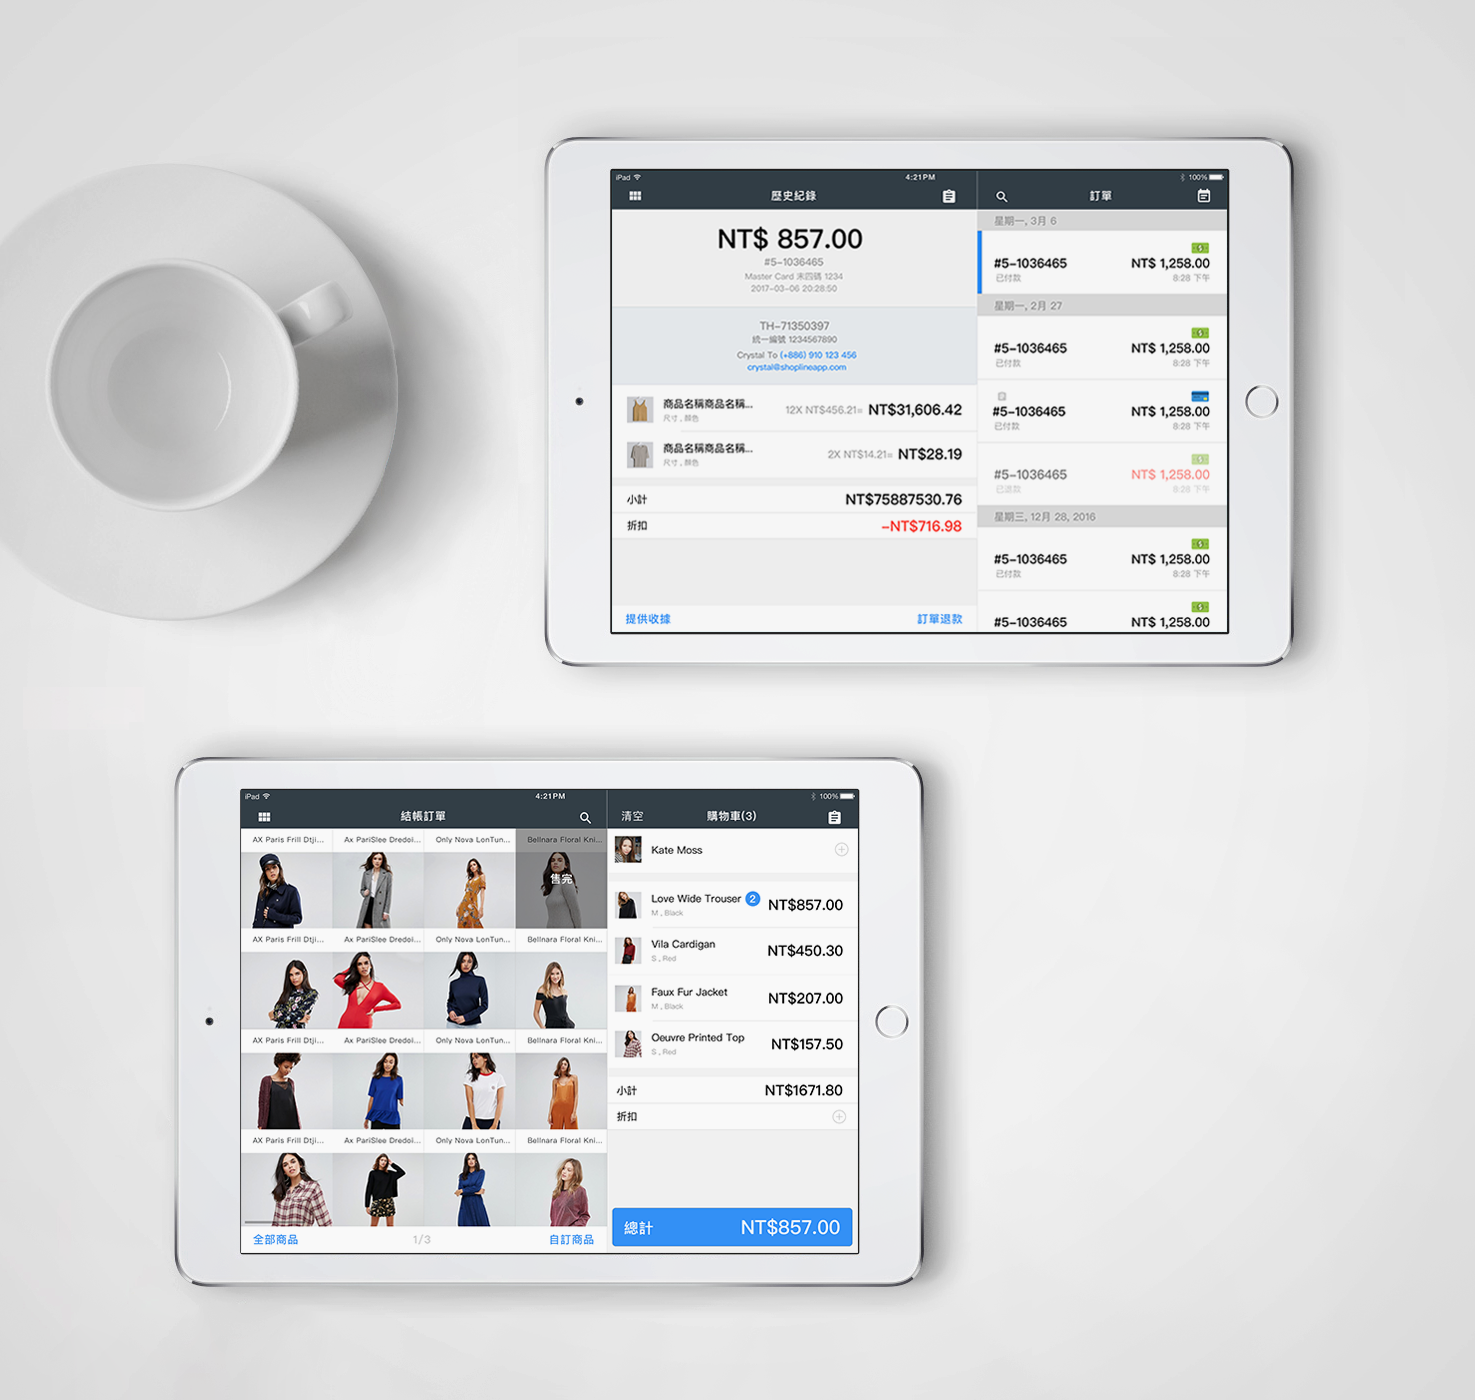 iPad 4:21PM 100%
歷史紀錄 訂單
NT$ 857.00
#5-1036465
Master Card 末四碼 1234
2017-03-06 20:28:50
TH-71350397
統一編號 1234567890
Crystal To (+886) 910 123 456
crystal@shoplineapp.com
商品名稱商品名稱... 12X NT$456.21= NT$31,606.42
尺寸 , 顏色
商品名稱商品名稱... 2X NT$14.21= NT$28.19
尺寸 , 顏色
小計 NT$75887530.76
折扣 -NT$716.98
提供收據 訂單退款
星期一, 3月 6
#5-1036465 NT$ 1,258.00
已付款 8:28 下午
星期一, 2月 27
#5-1036465 NT$ 1,258.00
已付款 8:28 下午
#5-1036465 NT$ 1,258.00
已付款 8:28 下午
#5-1036465 NT$ 1,258.00
已退款 8:28 下午
星期三, 12月 28, 2016
#5-1036465 NT$ 1,258.00
已付款 8:28 下午
#5-1036465 NT$ 1,258.00
iPad 4:21PM 100%
結帳訂單 清空 購物車(3)
AX Paris Frill Dtji... Ax PariSlee Dredoi... Only Nova LonTun... Bellnara Floral Kni...
售完
AX Paris Frill Dtji... Ax PariSlee Dredoi... Only Nova LonTun... Bellnara Floral Kni...
AX Paris Frill Dtji... Ax PariSlee Dredoi... Only Nova LonTun... Bellnara Floral Kni...
AX Paris Frill Dtji... Ax PariSlee Dredoi... Only Nova LonTun... Bellnara Floral Kni...
全部商品 1/3 自訂商品
Kate Moss
Love Wide Trouser 2 NT$857.00
M , Black
Vila Cardigan NT$450.30
S , Red
Faux Fur Jacket NT$207.00
M , Black
Oeuvre Printed Top NT$157.50
S , Red
小計 NT$1671.80
折扣
總計 NT$857.00